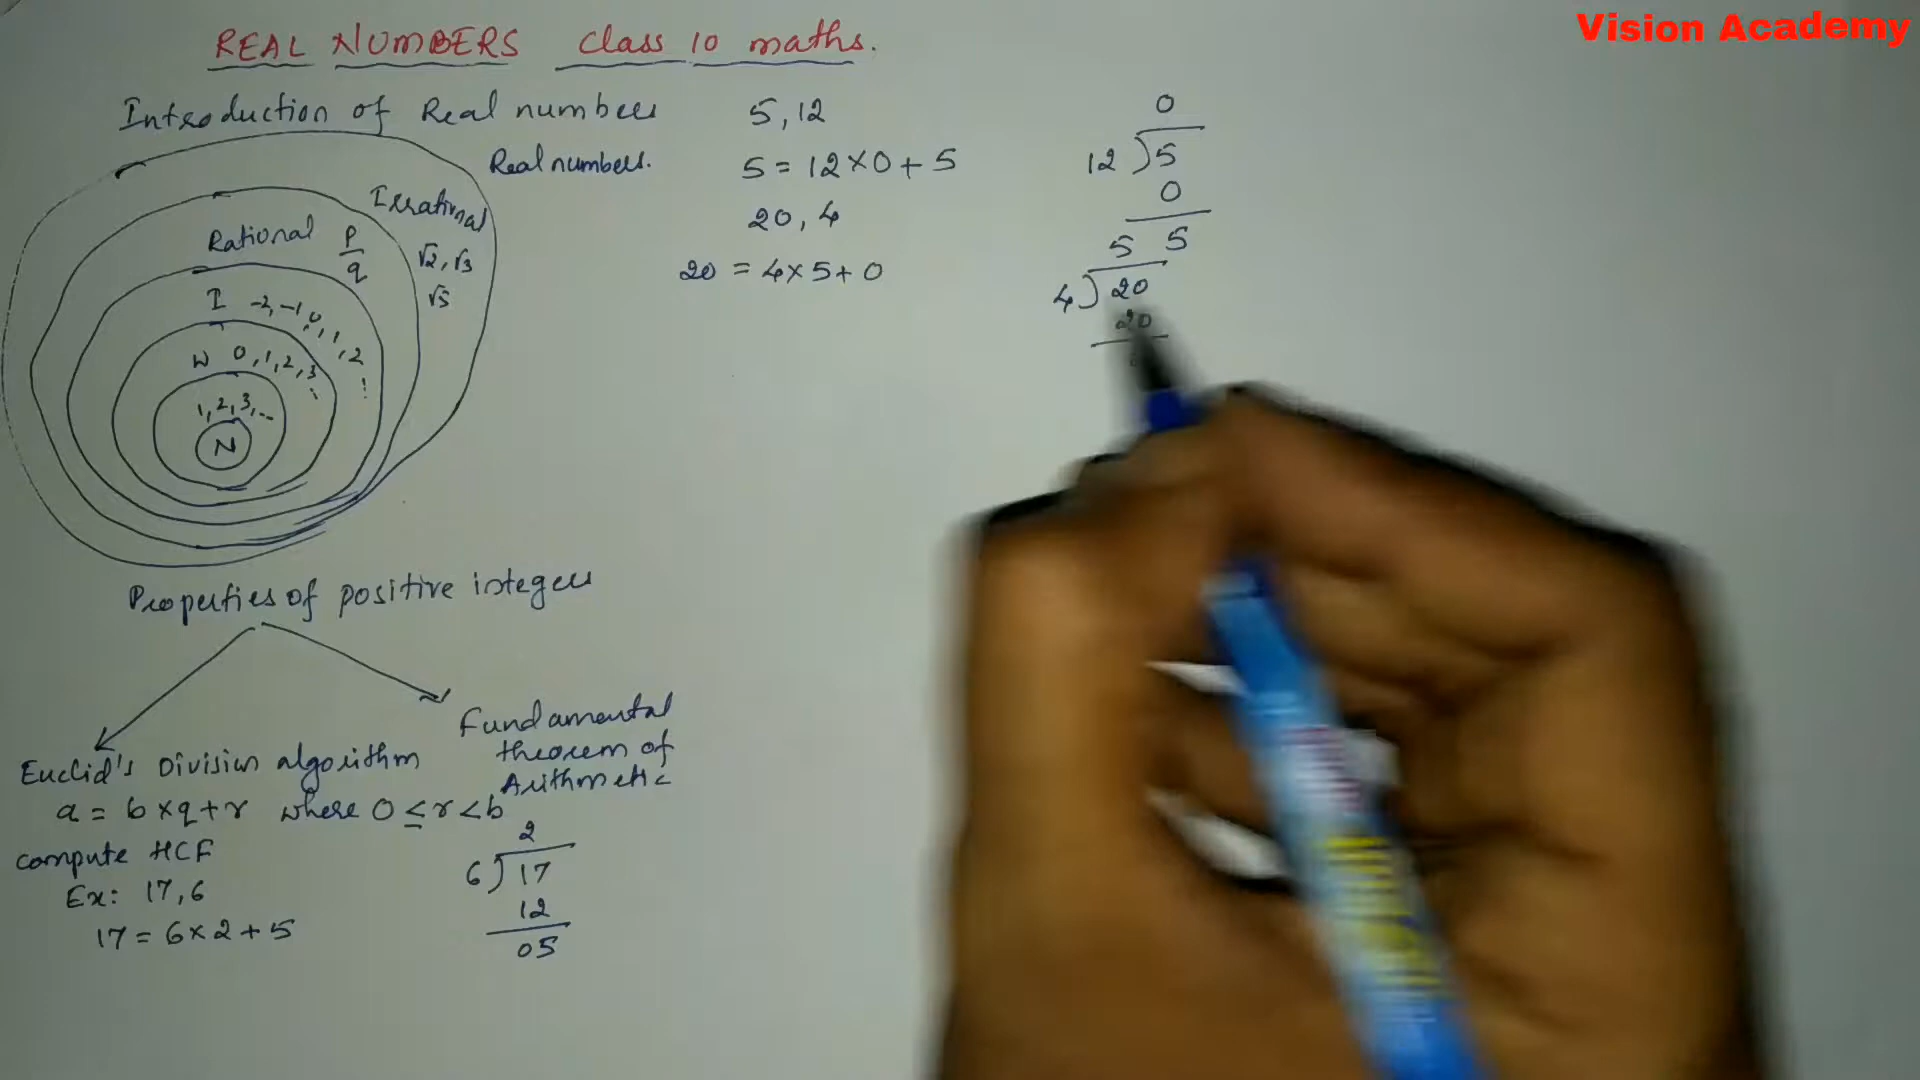 Vision Academy
REAL NUMBERS Class 10 maths.
Introduction of Real numbers
Real numbers.
Irrational
√2, √3
√5
Rational p/q
I -2, -1, 0, 1, 2 ...
W 0, 1, 2, 3 ...
1, 2, 3, ...
N
5, 12
5 = 12 × 0 + 5
20, 4
20 = 4 × 5 + 0
0
12 ) 5
0
5
5
4 ) 20
20
Properties of positive integers
Euclid's Division algorithm
a = b × q + r where 0 ≤ r < b
compute HCF
Ex: 17, 6
17 = 6 × 2 + 5
Fundamental
theorem of
Arithmetic
2
6 ) 17
12
05